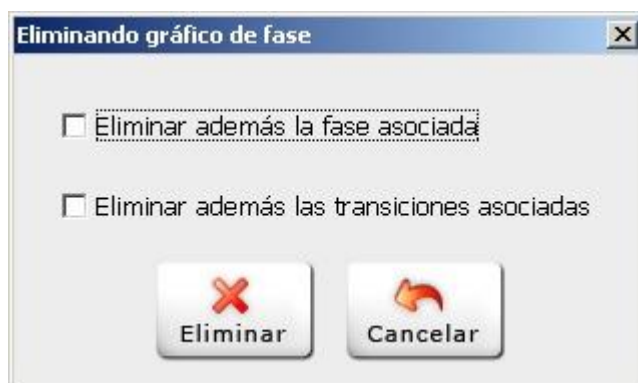 Eliminando gráfico de fase
Eliminar además la fase asociada
Eliminar además las transiciones asociadas
Eliminar
Cancelar